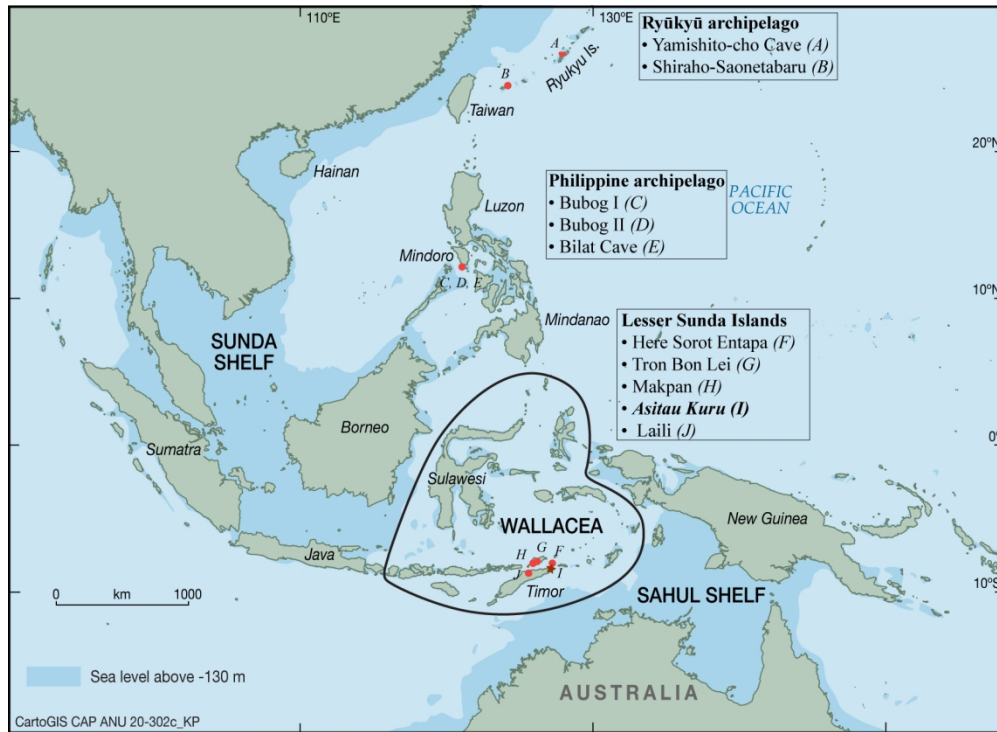 110°E
130°E
Ryūkyū archipelago
• Yamishito-cho Cave (A)
• Shiraho-Saonetabaru (B)
A
Ryukyu Is.
B
Taiwan
20°N
Hainan
Philippine archipelago
• Bubog I (C)
• Bubog II (D)
• Bilat Cave (E)
PACIFIC
OCEAN
Luzon
Mindoro
C, D, E
10°N
Mindanao
Lesser Sunda Islands
• Here Sorot Entapa (F)
• Tron Bon Lei (G)
• Makpan (H)
• Asitau Kuru (I)
• Laili (J)
SUNDA
SHELF
Borneo
Sumatra
0°
Sulawesi
WALLACEA
New Guinea
Java
H
G
F
J
I
Timor
SAHUL SHELF
10°S
0
1000
km
Sea level above -130 m
AUSTRALIA
CartoGIS CAP ANU 20-302c_KP